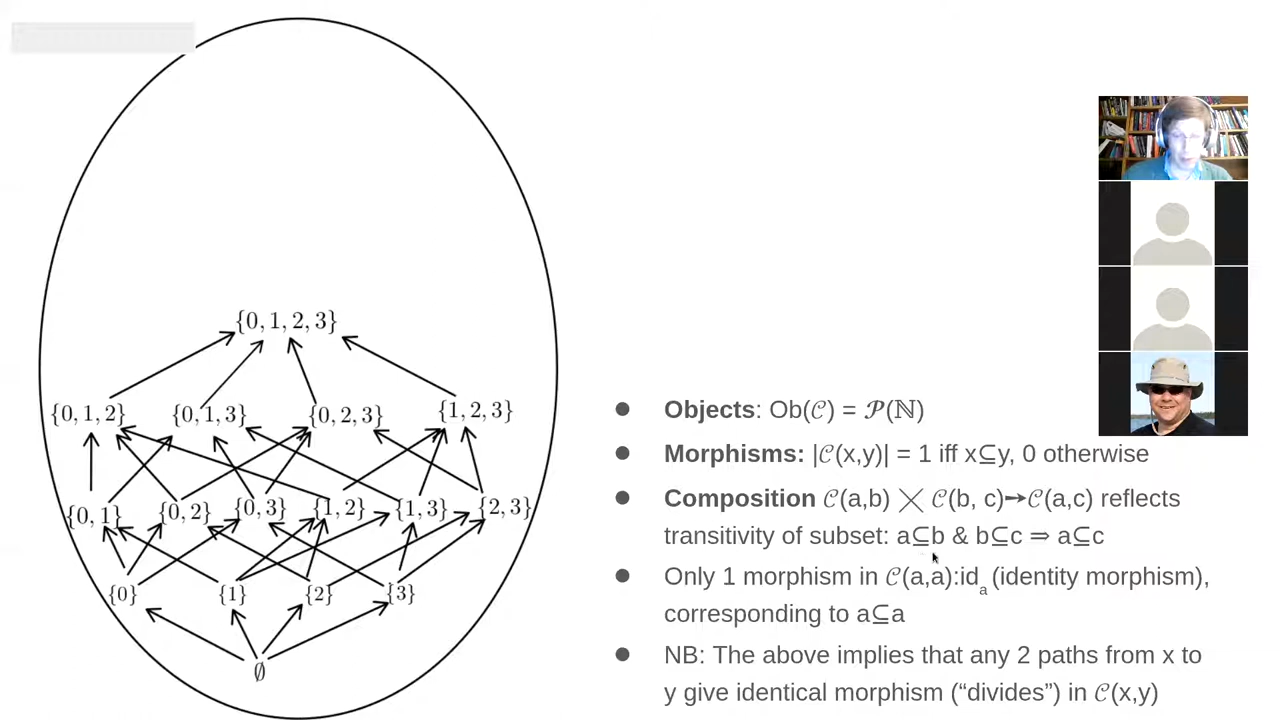 {0, 1, 2, 3}
{0, 1, 2} {0, 1, 3} {0, 2, 3} {1, 2, 3}
{0, 1} {0, 2} {0, 3} {1, 2} {1, 3} {2, 3}
{0} {1} {2} {3}
∅
● Objects: Ob(𝒞) = 𝓟(ℕ)
● Morphisms: |𝒞(x,y)| = 1 iff x⊆y, 0 otherwise
● Composition 𝒞(a,b) ╳ 𝒞(b, c)→𝒞(a,c) reflects
transitivity of subset: a⊆b & b⊆c ⇒ a⊆c
● Only 1 morphism in 𝒞(a,a):idₐ (identity morphism),
corresponding to a⊆a
● NB: The above implies that any 2 paths from x to
y give identical morphism (“divides”) in 𝒞(x,y)